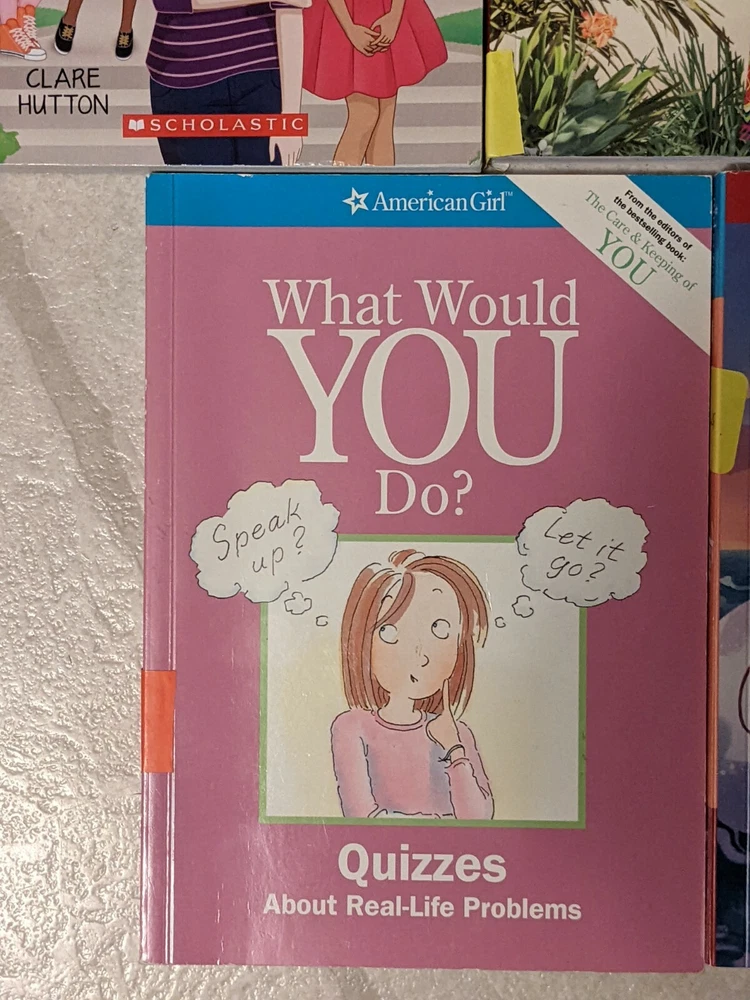 CLARE
HUTTON
SCHOLASTIC
American Girl™
From the editors of
the bestselling book:
The Care & Keeping of
YOU
What Would
YOU
Do?
Speak
up?
Let it
go?
Quizzes
About Real-Life Problems